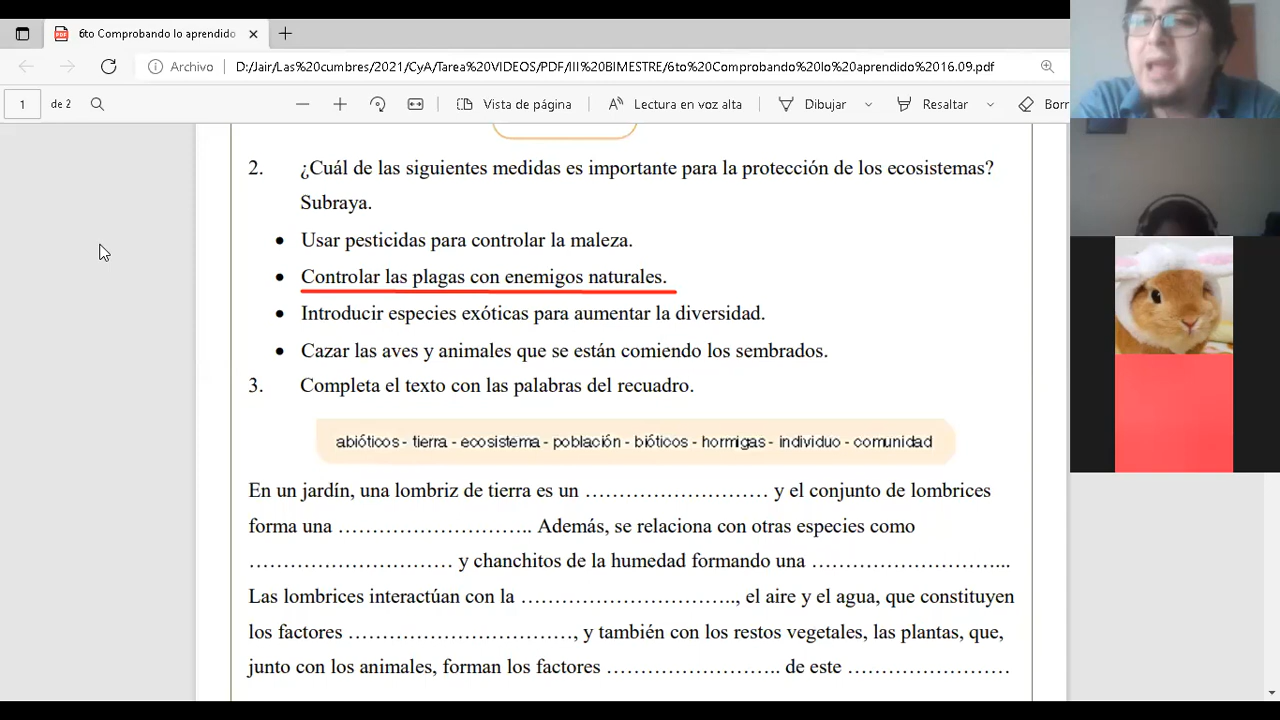 6to Comprobando lo aprendido
Archivo
D:/Jair/Las%20cumbres/2021/CyA/Tarea%20VIDEOS/PDF/III%20BIMESTRE/6to%20Comprobando%20lo%20aprendido%2016.09.pdf
1 de 2
Vista de página
Lectura en voz alta
Dibujar
Resaltar
Borr
2. ¿Cuál de las siguientes medidas es importante para la protección de los ecosistemas?
Subraya.
• Usar pesticidas para controlar la maleza.
• Controlar las plagas con enemigos naturales.
• Introducir especies exóticas para aumentar la diversidad.
• Cazar las aves y animales que se están comiendo los sembrados.
3. Completa el texto con las palabras del recuadro.
abióticos - tierra - ecosistema - población - bióticos - hormigas - individuo - comunidad
En un jardín, una lombriz de tierra es un ……………………… y el conjunto de lombrices
forma una ……………………….. Además, se relaciona con otras especies como
………………………… y chanchitos de la humedad formando una ………………………...
Las lombrices interactúan con la ………………………….., el aire y el agua, que constituyen
los factores ……………………………, y también con los restos vegetales, las plantas, que,
junto con los animales, forman los factores ……………………. de este ……………………